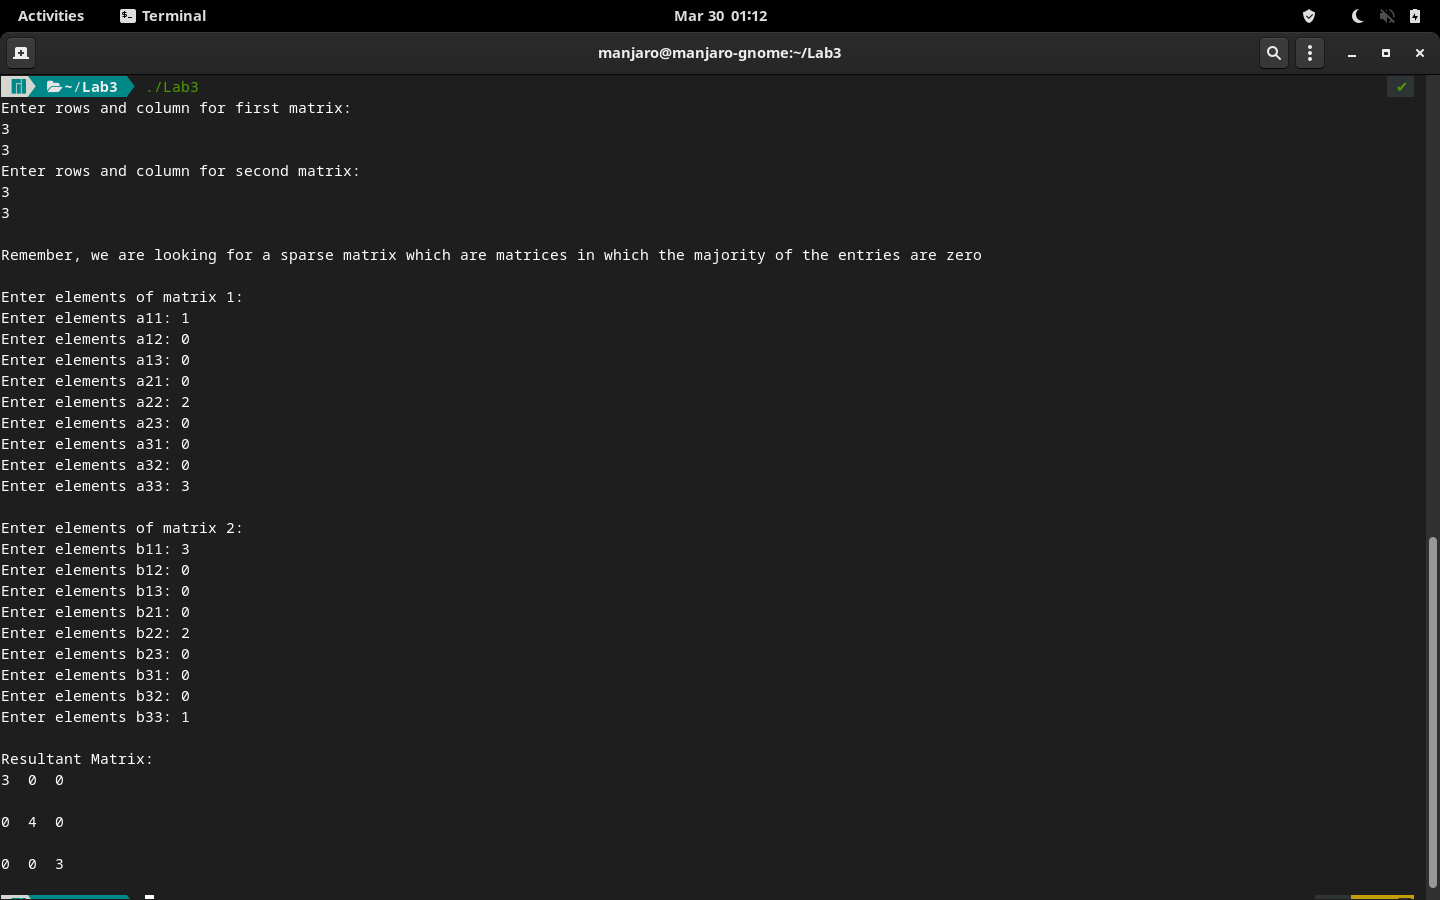 Activities Terminal Mar 30 01:12
manjaro@manjaro-gnome:~/Lab3
~/Lab3 ./Lab3
Enter rows and column for first matrix:
3
3
Enter rows and column for second matrix:
3
3
Remember, we are looking for a sparse matrix which are matrices in which the majority of the entries are zero
Enter elements of matrix 1:
Enter elements a11: 1
Enter elements a12: 0
Enter elements a13: 0
Enter elements a21: 0
Enter elements a22: 2
Enter elements a23: 0
Enter elements a31: 0
Enter elements a32: 0
Enter elements a33: 3
Enter elements of matrix 2:
Enter elements b11: 3
Enter elements b12: 0
Enter elements b13: 0
Enter elements b21: 0
Enter elements b22: 2
Enter elements b23: 0
Enter elements b31: 0
Enter elements b32: 0
Enter elements b33: 1
Resultant Matrix:
3 0 0
0 4 0
0 0 3